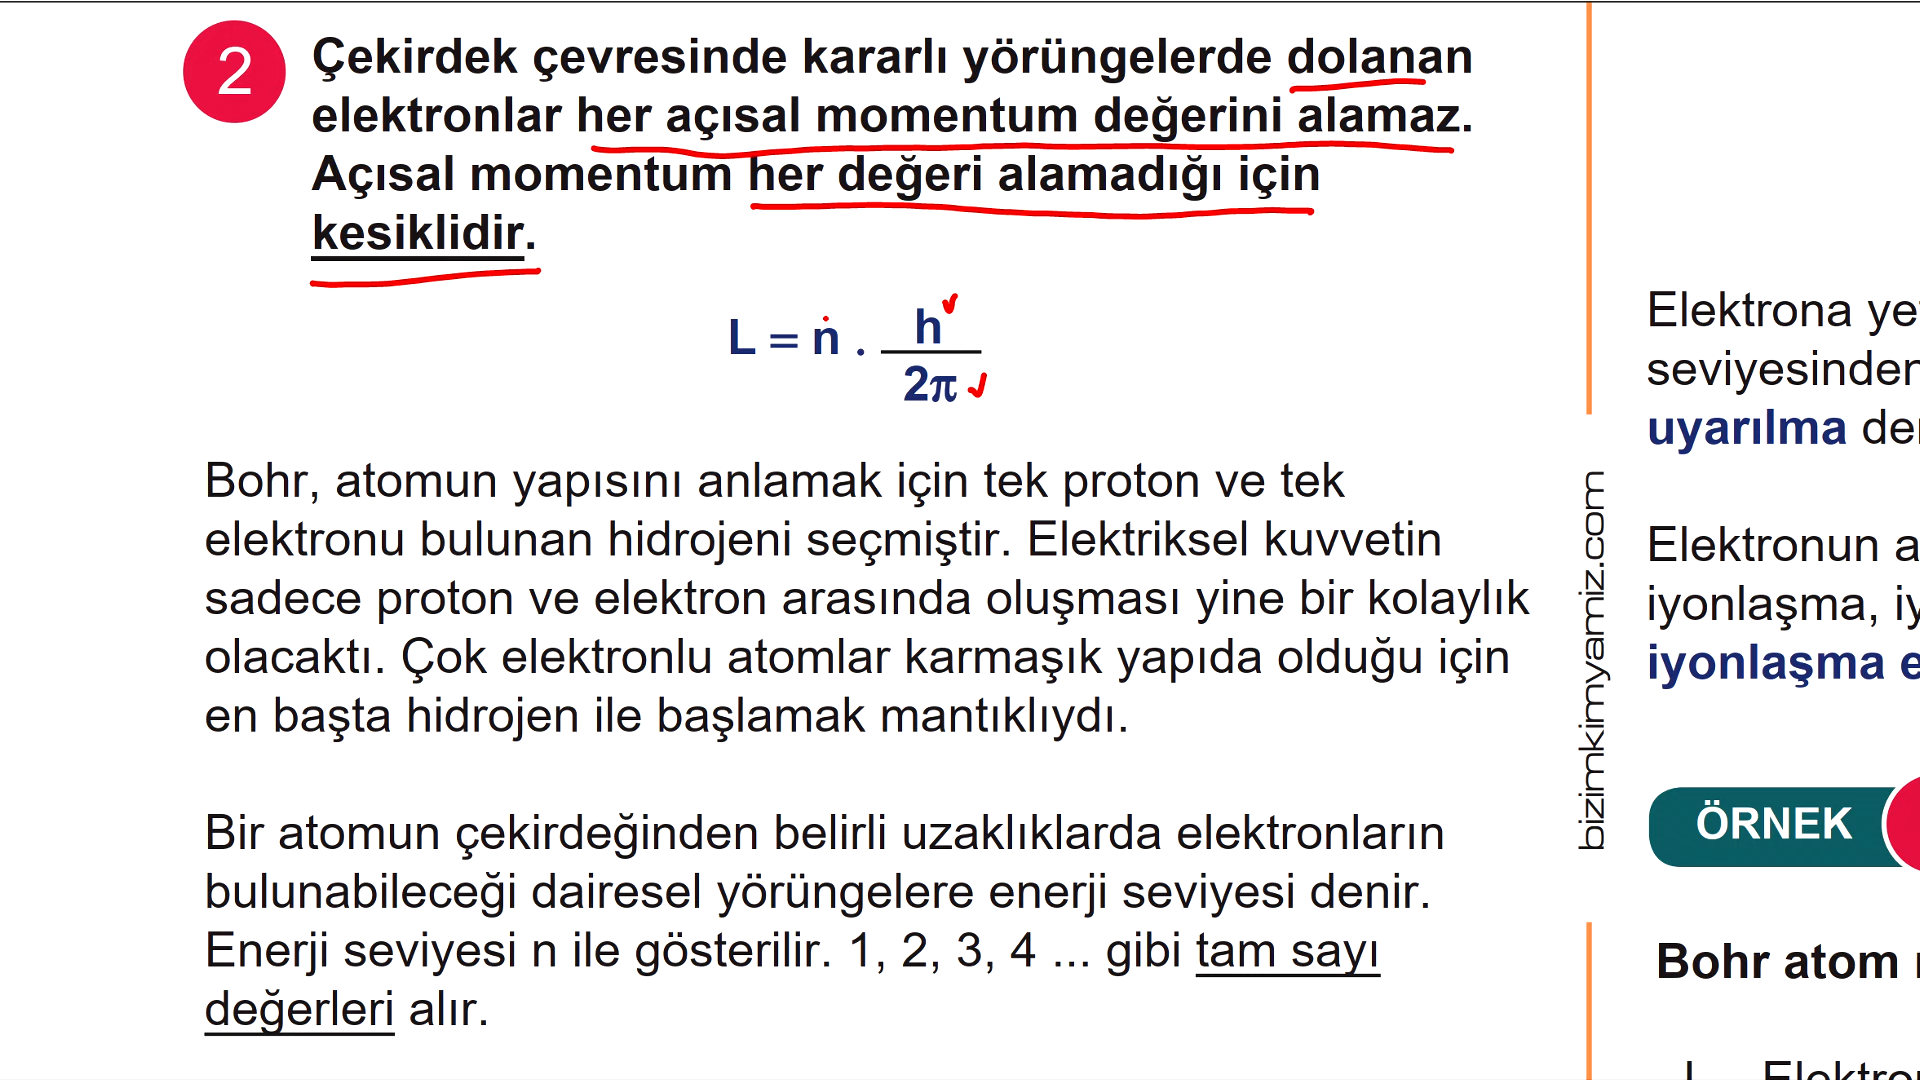 2
Çekirdek çevresinde kararlı yörüngelerde dolanan
elektronlar her açısal momentum değerini alamaz.
Açısal momentum her değeri alamadığı için
kesiklidir.
L = n . h
2π
Bohr, atomun yapısını anlamak için tek proton ve tek
elektronu bulunan hidrojeni seçmiştir. Elektriksel kuvvetin
sadece proton ve elektron arasında oluşması yine bir kolaylık
olacaktı. Çok elektronlu atomlar karmaşık yapıda olduğu için
en başta hidrojen ile başlamak mantıklıydı.
Bir atomun çekirdeğinden belirli uzaklıklarda elektronların
bulunabileceği dairesel yörüngelere enerji seviyesi denir.
Enerji seviyesi n ile gösterilir. 1, 2, 3, 4 ... gibi tam sayı
değerleri alır.
bizimkimyamiz.com
Elektrona
seviyesinden
uyarılma
Elektronun
iyonlaşma,
iyonlaşma
ÖRNEK
Bohr atom